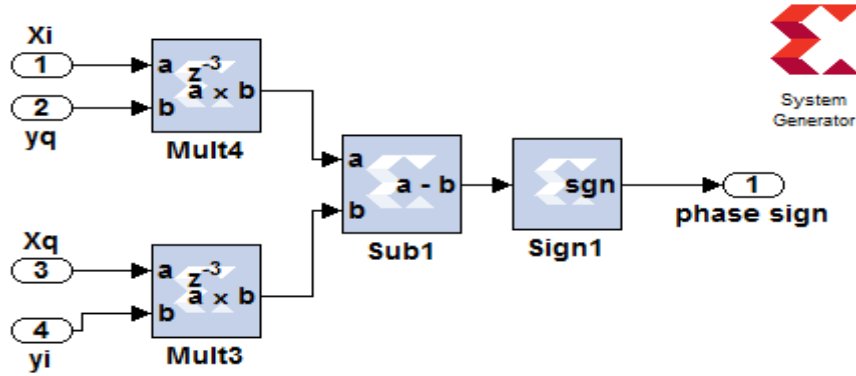 Xi
1
2
yq
a
z-3
a × b
b
Mult4
Xq
3
4
yi
a
z-3
a × b
b
Mult3
a
a - b
b
Sub1
sgn
Sign1
1
phase sign
System
Generator